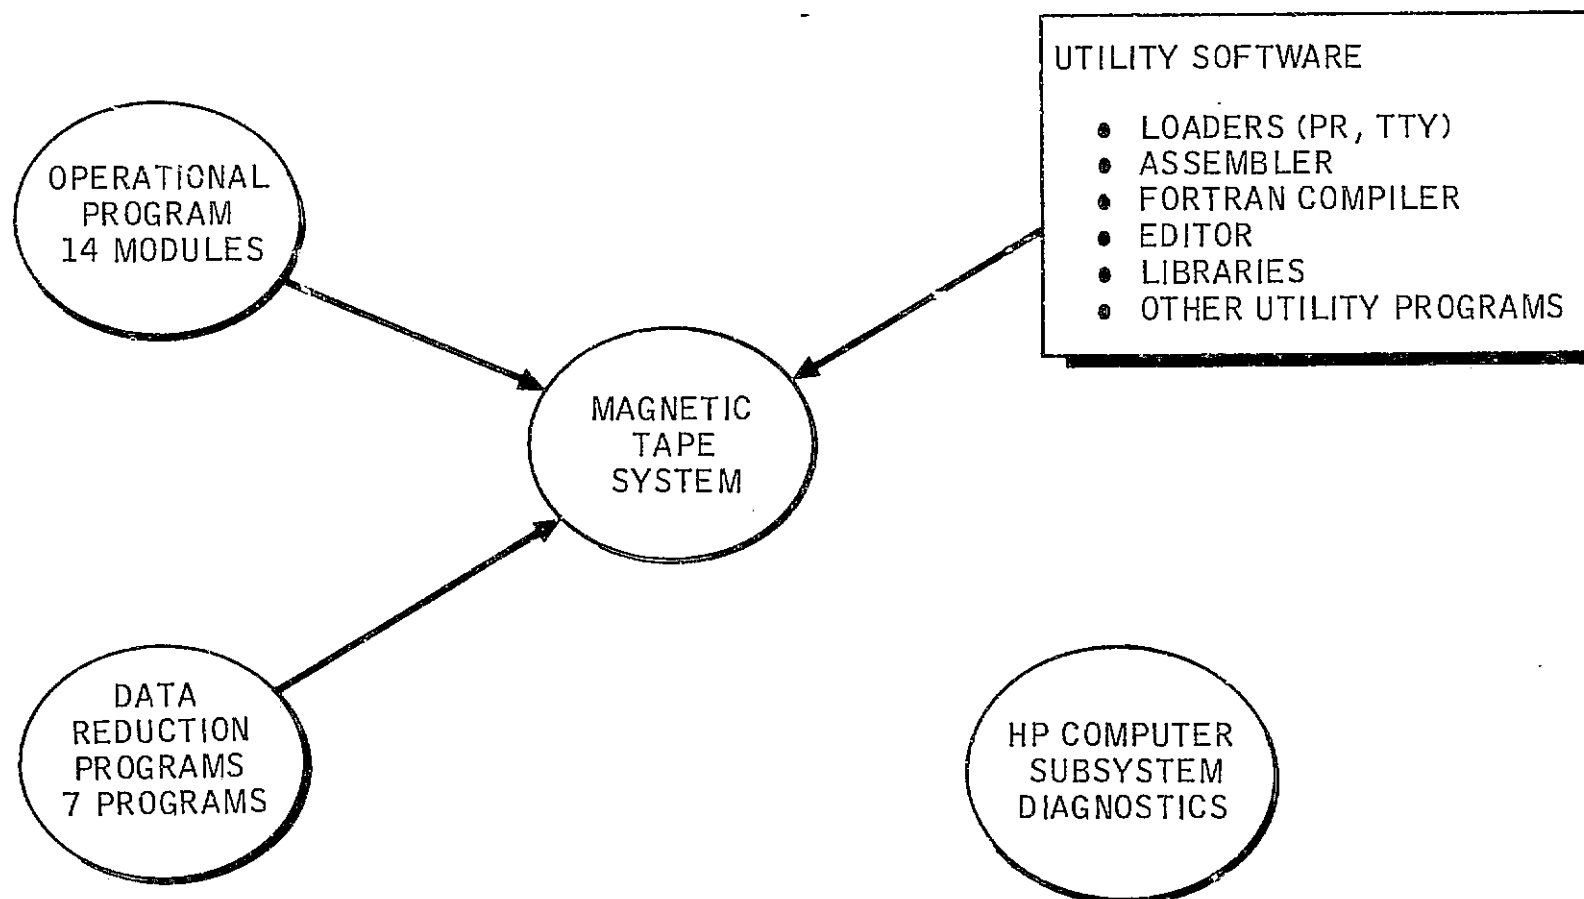 UTILITY SOFTWARE
• LOADERS (PR, TTY)
• ASSEMBLER
• FORTRAN COMPILER
• EDITOR
• LIBRARIES
• OTHER UTILITY PROGRAMS
OPERATIONAL
PROGRAM
14 MODULES
MAGNETIC
TAPE
SYSTEM
DATA
REDUCTION
PROGRAMS
7 PROGRAMS
HP COMPUTER
SUBSYSTEM
DIAGNOSTICS